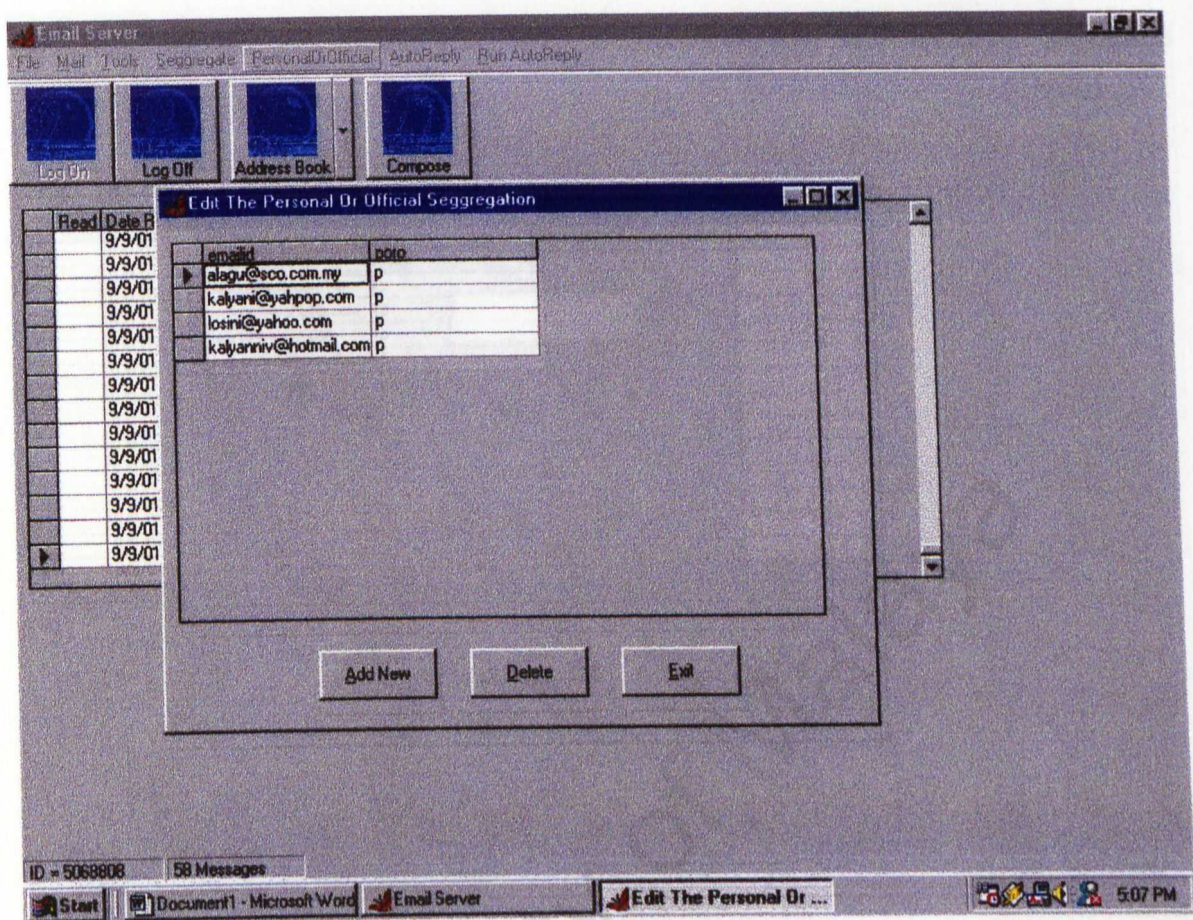 Email Server
File Mail Tools Seggregate PersonalOrOfficial AutoReply Run AutoReply
Log On Log Off Address Book Compose
Edit The Personal Or Official Seggregation
Read Date R
emailid poro
alagu@sco.com.my p
kalyani@yahpop.com p
losini@yahoo.com p
kalyanniv@hotmail.com p
9/9/01
9/9/01
9/9/01
9/9/01
9/9/01
9/9/01
9/9/01
9/9/01
9/9/01
9/9/01
9/9/01
9/9/01
9/9/01
9/9/01
Add New Delete Exit
ID = 5068808 58 Messages
Start Document1 - Microsoft Word Email Server Edit The Personal Or ... 5:07 PM